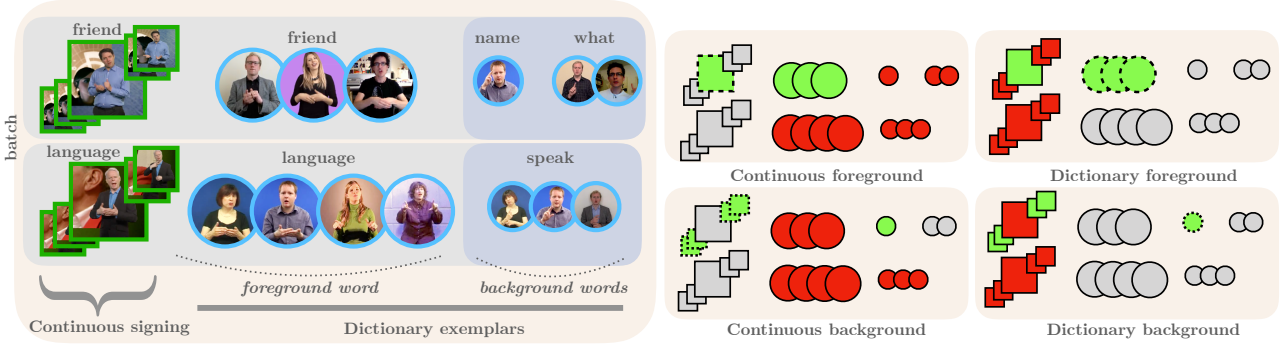 friend
friend
name
what
batch
language
language
speak
foreground word
background words
Continuous signing
Dictionary exemplars
Continuous foreground
Dictionary foreground
Continuous background
Dictionary background